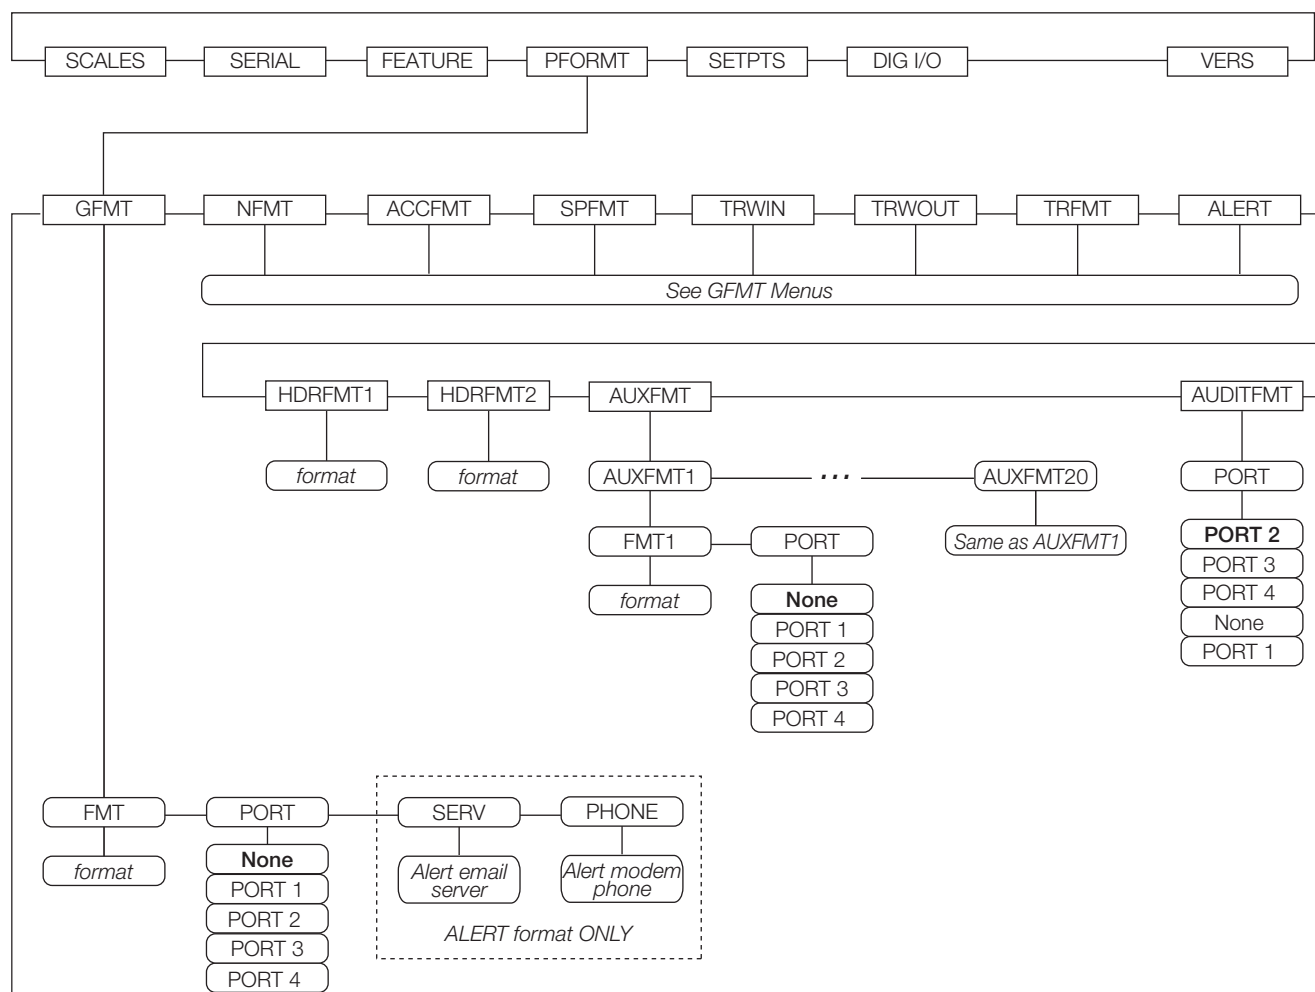 SCALES
SERIAL
FEATURE
PFORMT
SETPTS
DIG I/O
VERS
GFMT
NFMT
ACCFMT
SPFMT
TRWIN
TRWOUT
TRFMT
ALERT
See GFMT Menus
HDRFMT1
HDRFMT2
AUXFMT
AUDITFMT
format
format
AUXFMT1
...
AUXFMT20
PORT
FMT1
PORT
Same as AUXFMT1
PORT 2
PORT 3
PORT 4
None
PORT 1
format
None
PORT 1
PORT 2
PORT 3
PORT 4
FMT
PORT
SERV
PHONE
format
None
PORT 1
PORT 2
PORT 3
PORT 4
Alert email
server
Alert modem
phone
ALERT format ONLY